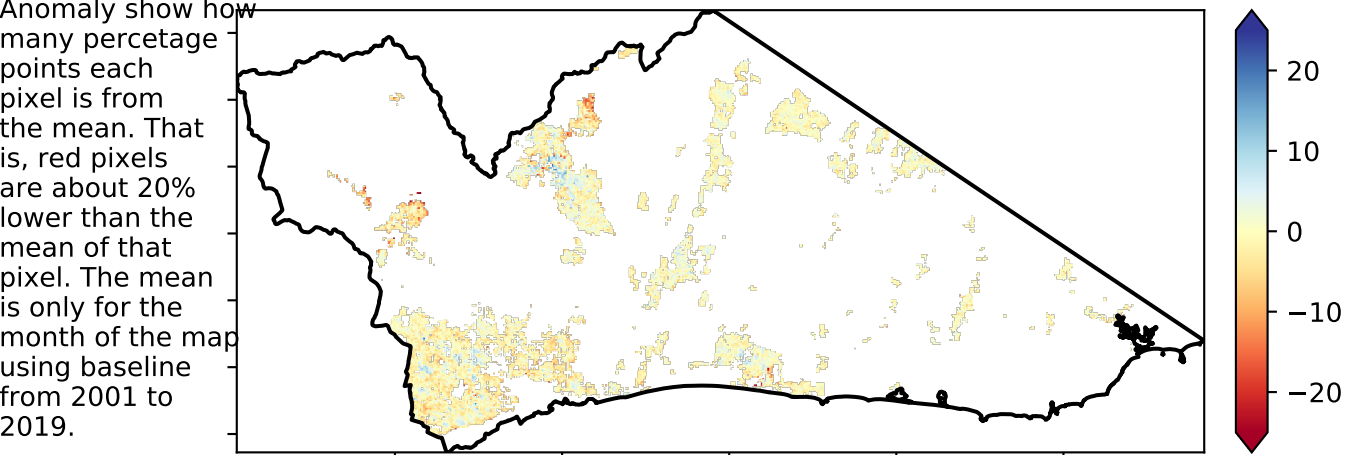 Anomaly show how
many percetage
points each
pixel is from
the mean. That
is, red pixels
are about 20%
lower than the
mean of that
pixel. The mean
is only for the
month of the map
using baseline
from 2001 to
2019.
20
10
0
−10
−20